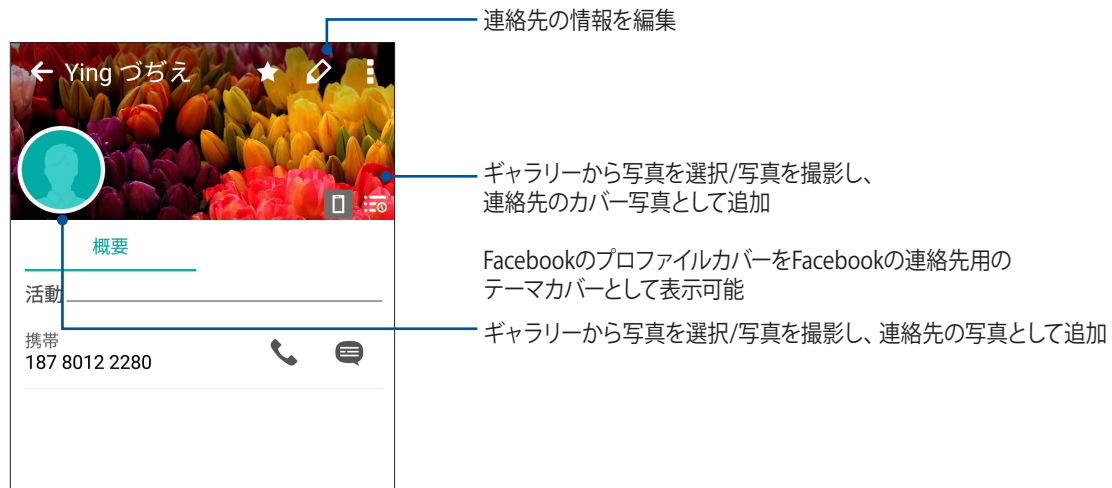 連絡先の情報を編集
Ying づぢえ
ギャラリーから写真を選択/写真を撮影し、
連絡先のカバー写真として追加
概要
FacebookのプロファイルカバーをFacebookの連絡先用の
テーマカバーとして表示可能
活動
ギャラリーから写真を選択/写真を撮影し、連絡先の写真として追加
携帯
187 8012 2280